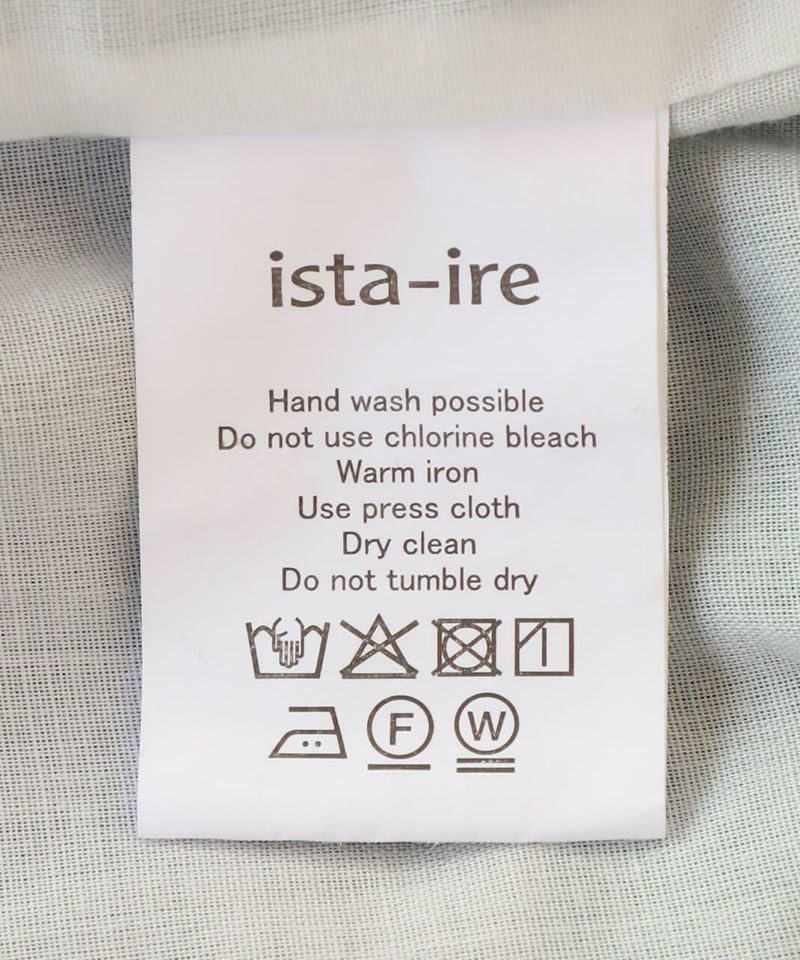 ista-ire
Hand wash possible
Do not use chlorine bleach
Warm iron
Use press cloth
Dry clean
Do not tumble dry
F W